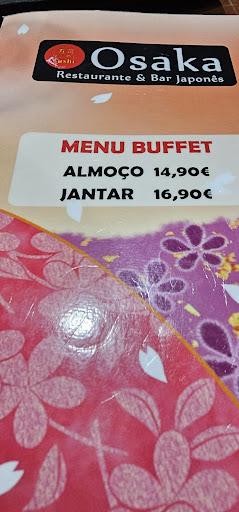 Osaka
Restaurante & Bar Japonês
MENU BUFFET
ALMOÇO 14,90€
JANTAR 16,90€